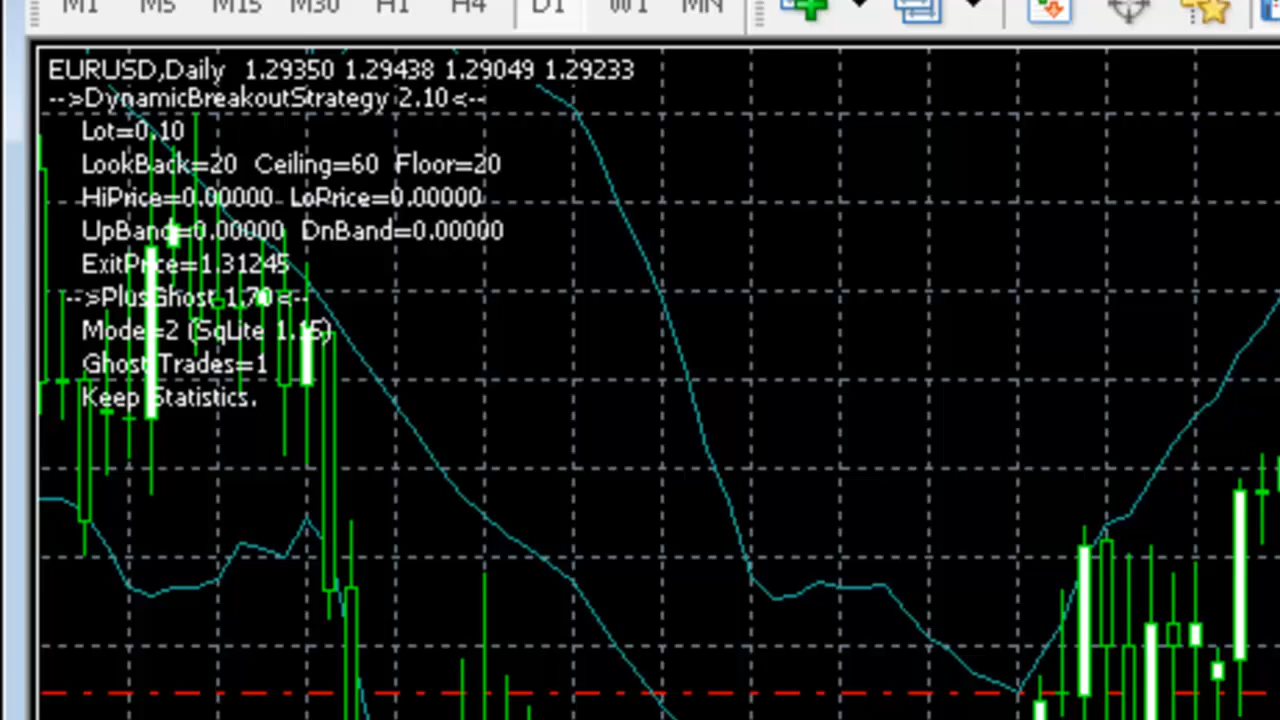 M1 M5 M15 M30 H1 H4 D1 W1 MN
EURUSD,Daily 1.29350 1.29438 1.29049 1.29233
-->DynamicBreakoutStrategy 2.10<--
Lot=0.10
LookBack=20 Ceiling=60 Floor=20
HiPrice=0.00000 LoPrice=0.00000
UpBand=0.00000 DnBand=0.00000
ExitPrice=1.31245
-->PlusGhost 1.70<--
Mode=2 (SqLite 1.15)
Ghost Trades=1
Keep Statistics.